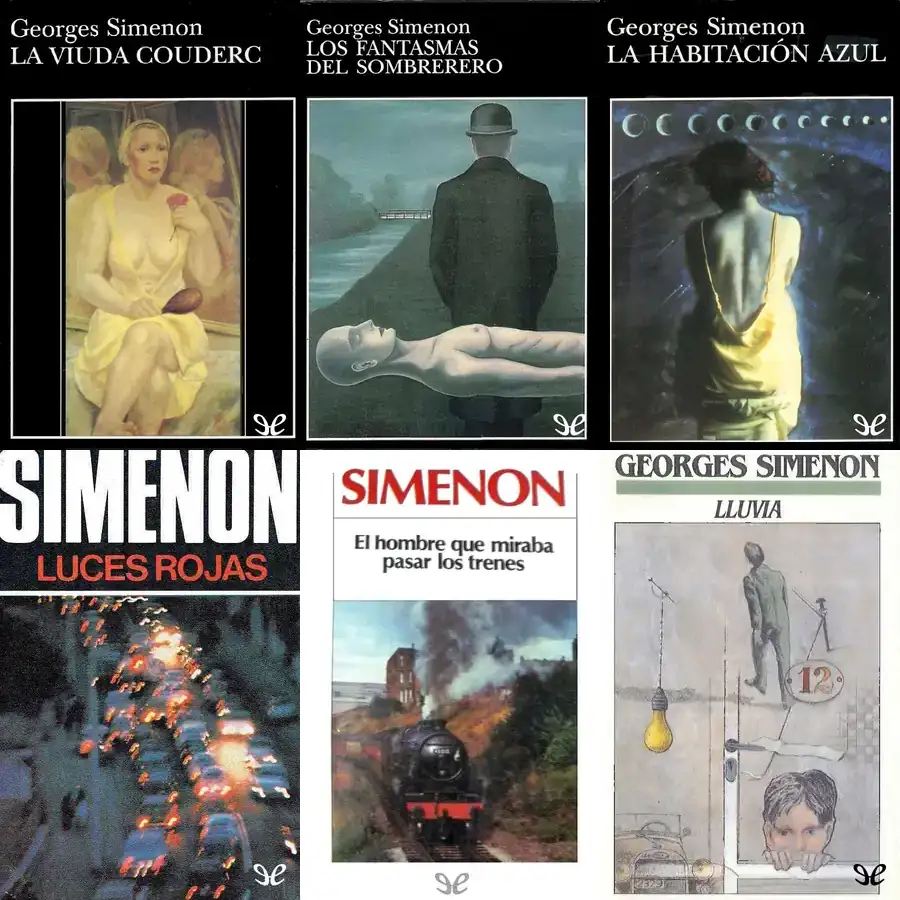 Georges Simenon
LA VIUDA COUDERC
Georges Simenon
LOS FANTASMAS
DEL SOMBRERERO
Georges Simenon
LA HABITACIÓN AZUL
SIMENON
LUCES ROJAS
SIMENON
El hombre que miraba
pasar los trenes
GEORGES SIMENON
LLUVIA
12